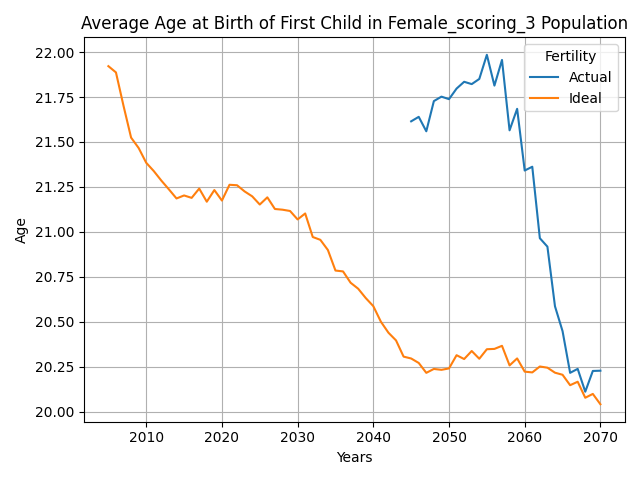 Average Age at Birth of First Child in Female_scoring_3 Population
Fertility
Actual
Ideal
22.00
21.75
21.50
21.25
21.00
20.75
20.50
20.25
20.00
Age
2010 2020 2030 2040 2050 2060 2070
Years